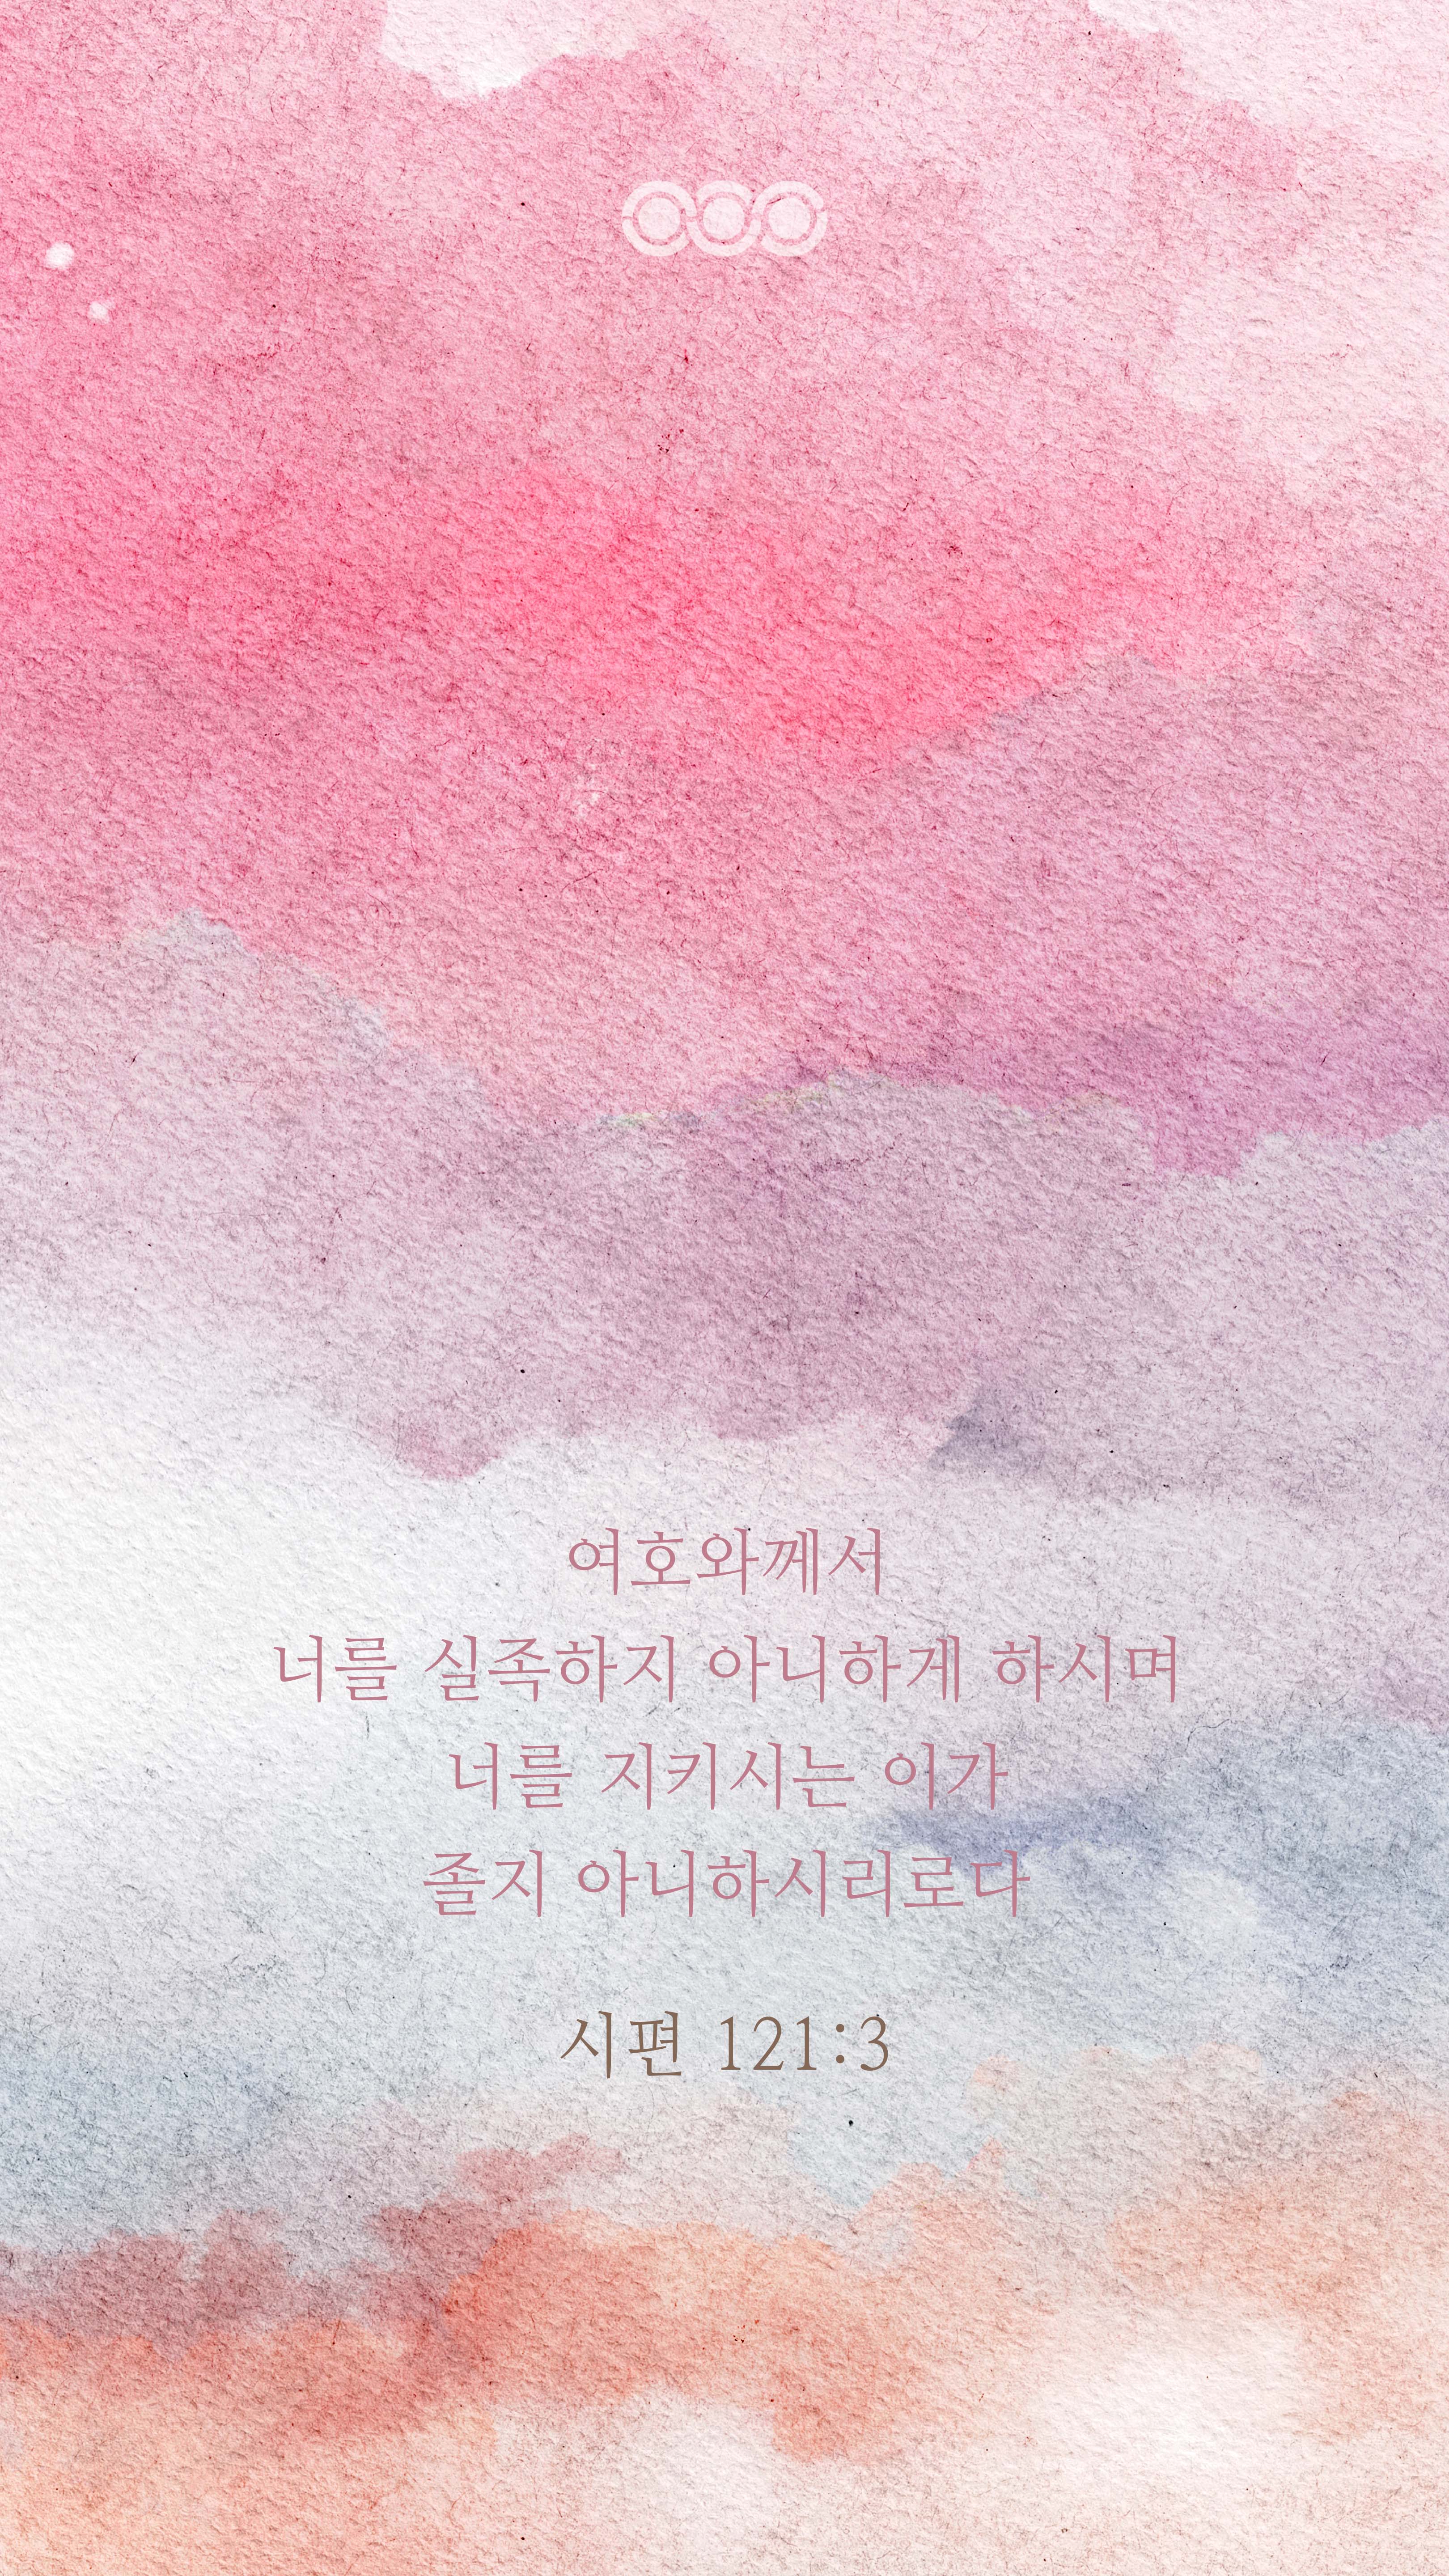 여호와께서
너를 실족하지 아니하게 하시며
너를 지키시는 이가
졸지 아니하시리로다
시편 121:3